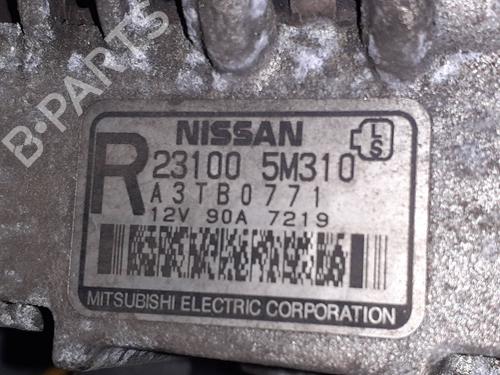 NISSAN
L
S
R
23100 5M310
A3TB0771
12V 90A 7219
MITSUBISHI ELECTRIC CORPORATION
B-PARTS